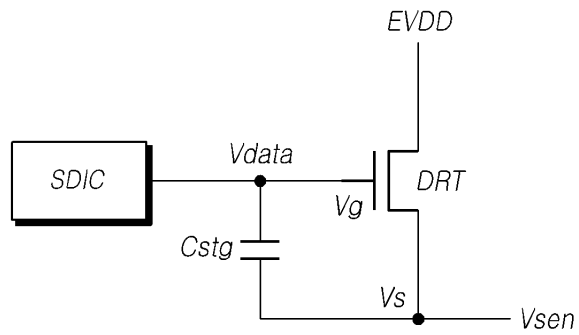 EVDD
Vdata
SDIC
DRT
Vg
Cstg
Vs
Vsen